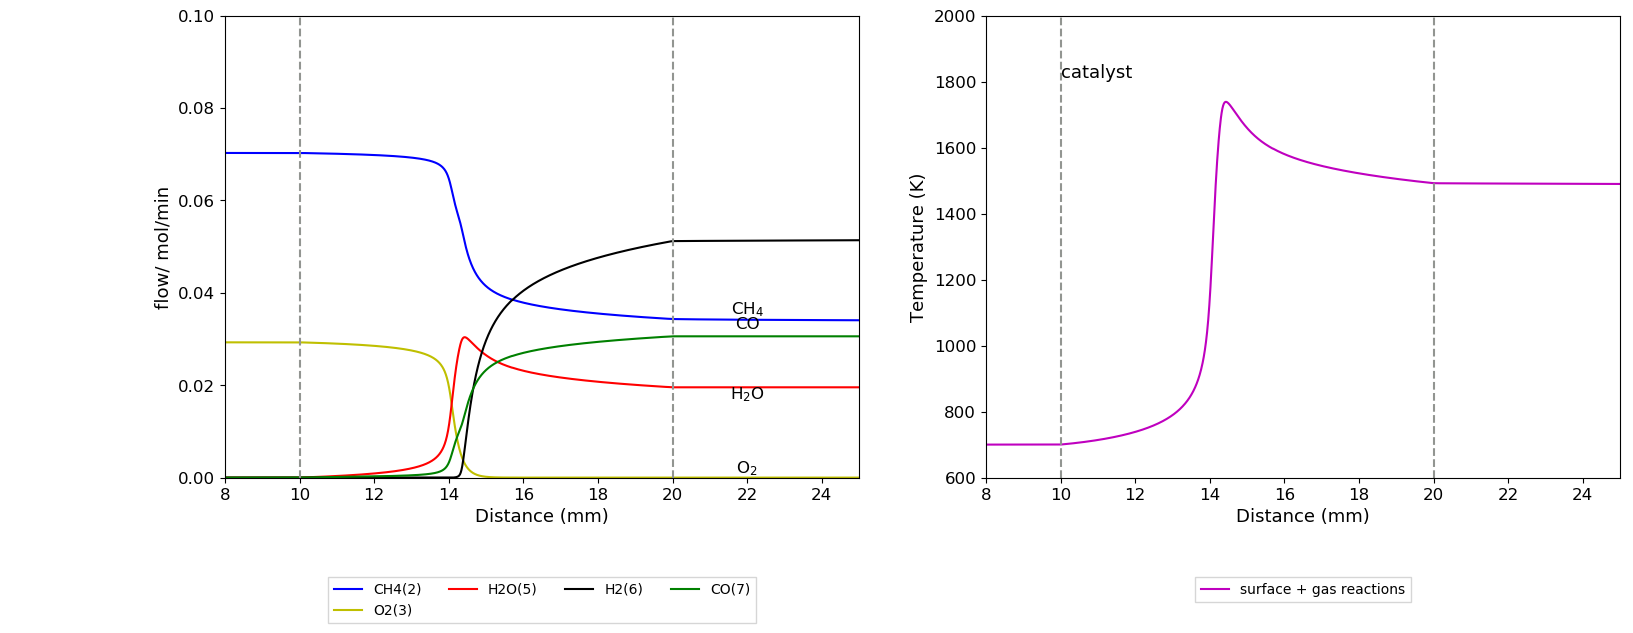 0.10
0.08
0.06
0.04
0.02
0.00
flow/ mol/min
CH4
CO
H2O
O2
8 10 12 14 16 18 20 22 24
Distance (mm)
CH4(2) H2O(5) H2(6) CO(7)
O2(3)
2000
1800
1600
1400
1200
1000
800
600
Temperature (K)
catalyst
8 10 12 14 16 18 20 22 24
Distance (mm)
surface + gas reactions